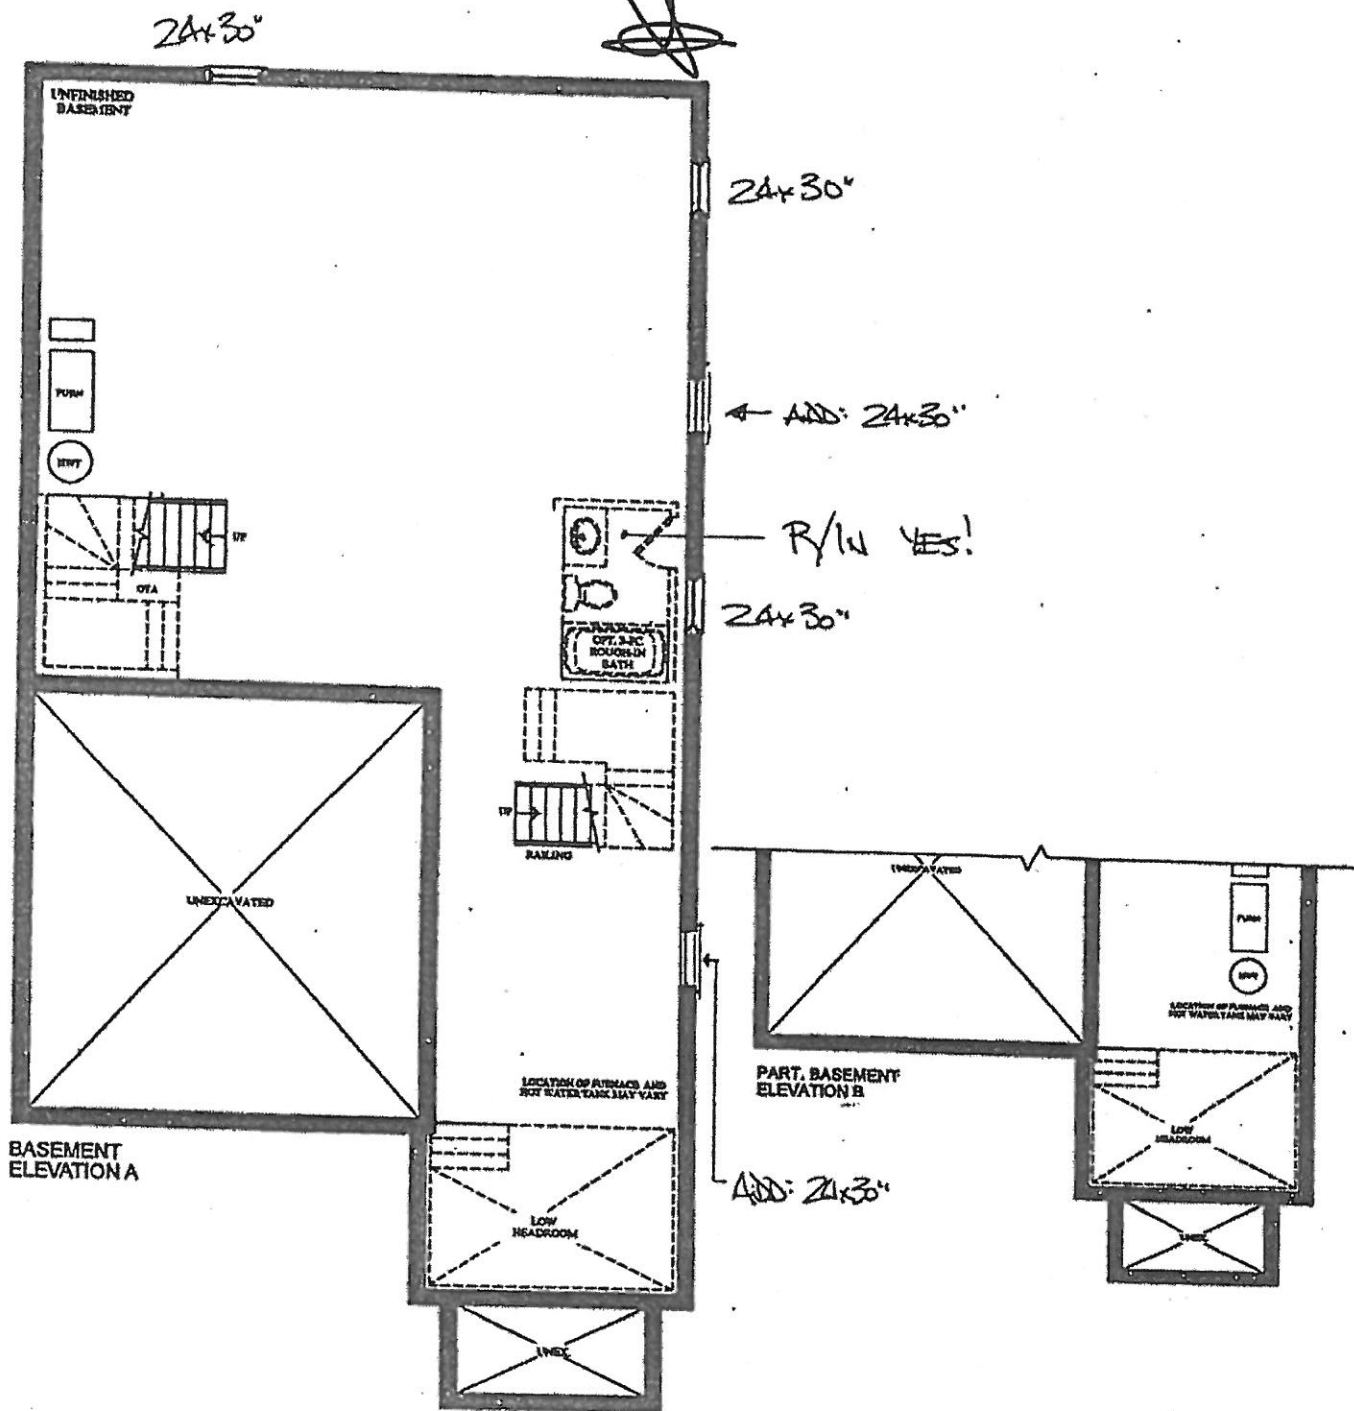 24x30"
UNFINISHED
BASEMENT
24x30"
FURN
ADD: 24x30"
HWT
UP
R/IN YES!
OTA
24x30"
OPT. 3-PC
ROUGH-IN
BATH
UP
RAILING
UNEXCAVATED
UNEXCAVATED
FURN
HWT
LOCATION OF FURNACE AND
HOT WATER TANK MAY VARY
LOCATION OF FURNACE AND
HOT WATER TANK MAY VARY
PART. BASEMENT
ELEVATION B
BASEMENT
ELEVATION A
LOW
HEADROOM
ADD: 24x30"
LOW
HEADROOM
UNEX.
UNEX.